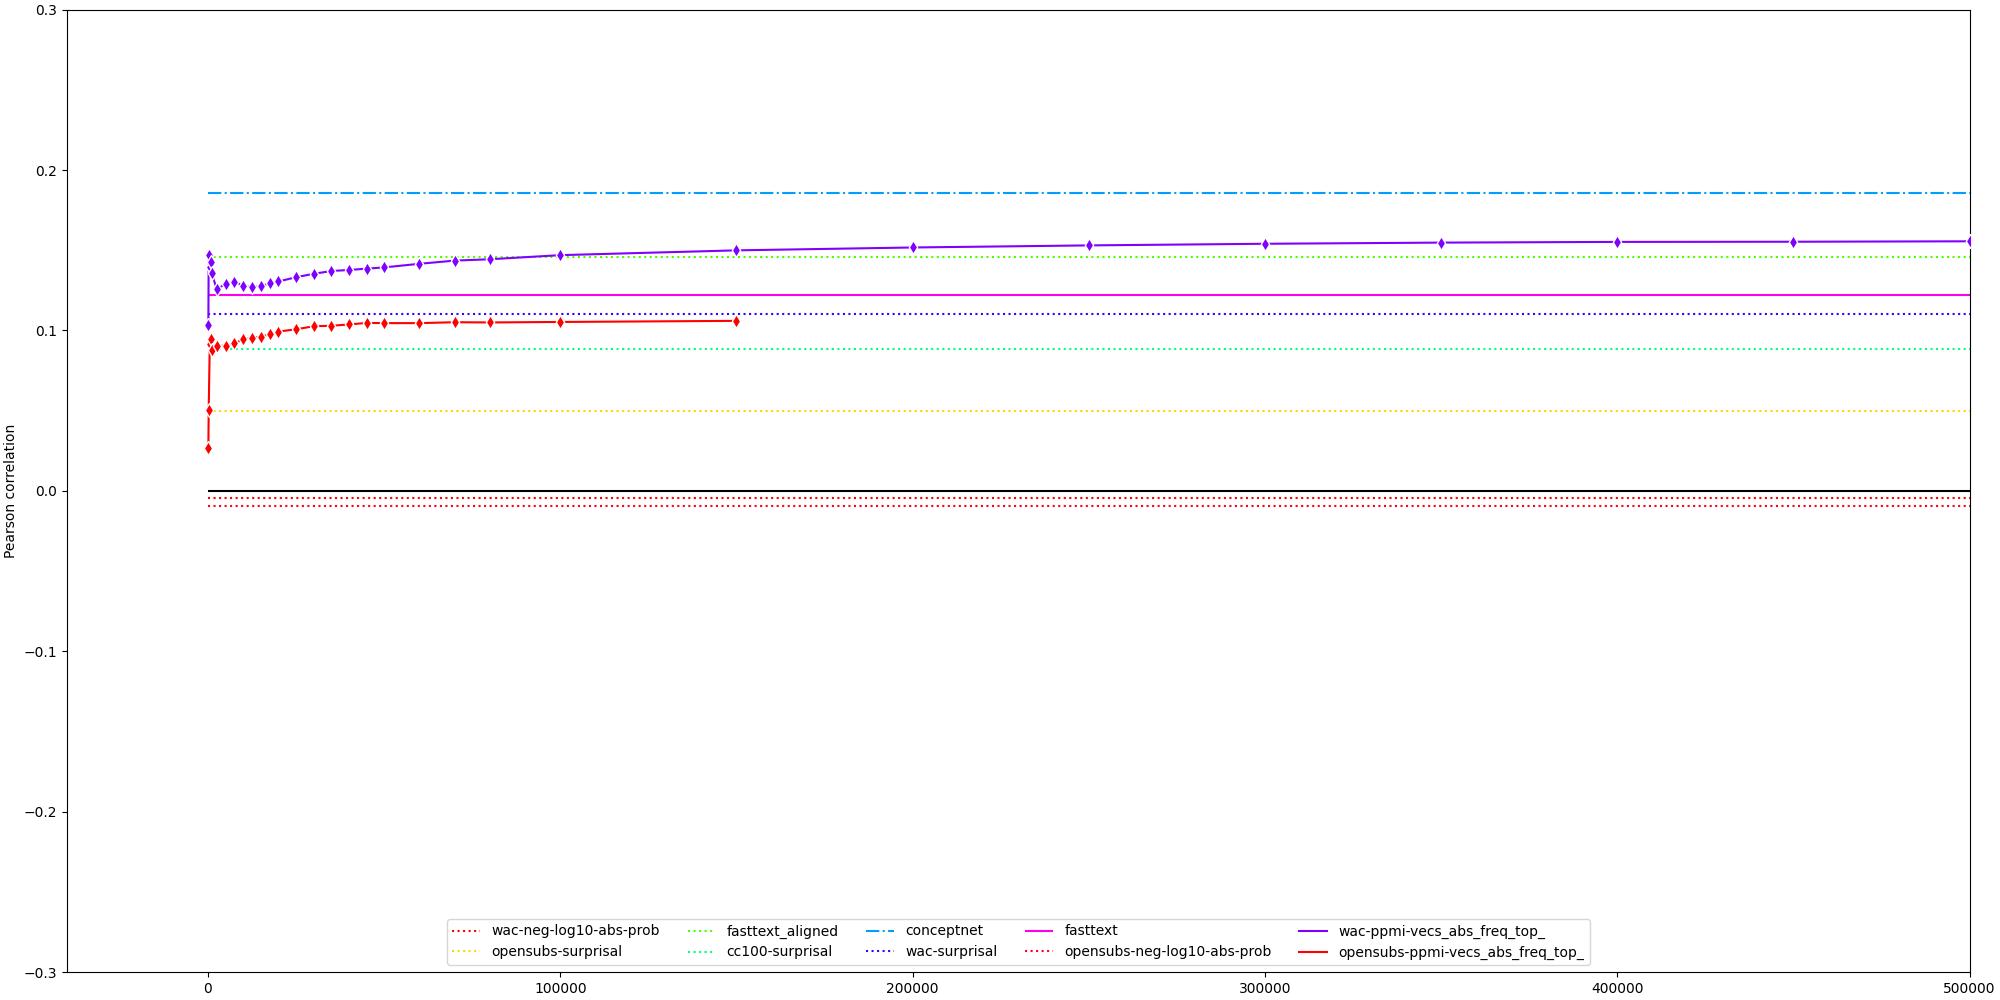 0.3
0.2
0.1
0.0
−0.1
−0.2
−0.3
Pearson correlation
wac-neg-log10-abs-prob
opensubs-surprisal
fasttext_aligned
cc100-surprisal
conceptnet
wac-surprisal
fasttext
opensubs-neg-log10-abs-prob
wac-ppmi-vecs_abs_freq_top_
opensubs-ppmi-vecs_abs_freq_top_
0
100000
200000
300000
400000
500000